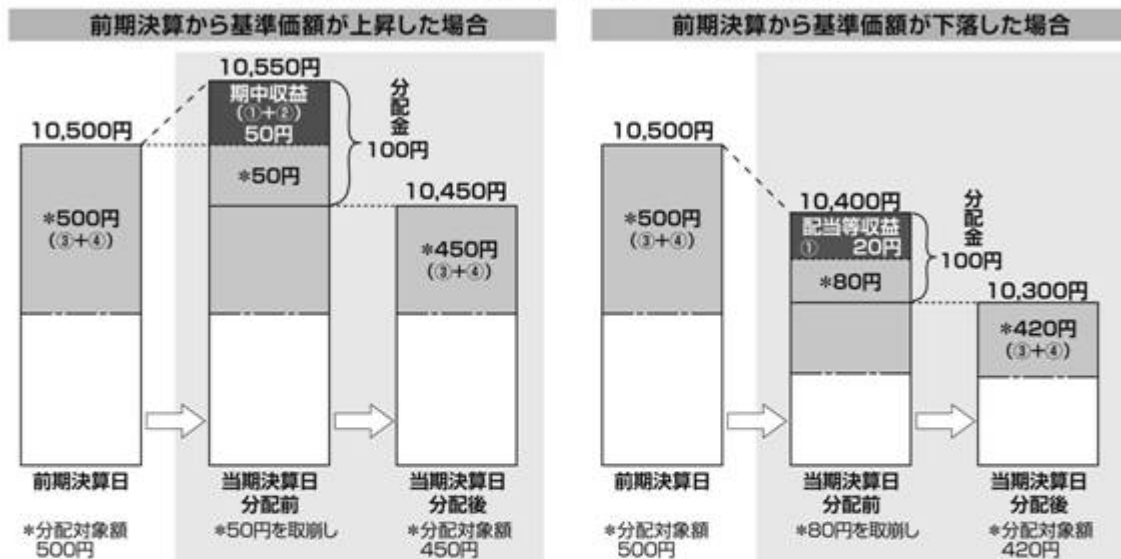 前期決算から基準価額が上昇した場合
10,550円
期中収益
(①+②)
50円
分配金
100円
10,500円
*50円
10,450円
*500円
(③+④)
*450円
(③+④)
前期決算日
当期決算日
分配前
当期決算日
分配後
*分配対象額
500円
*50円を取崩し
*分配対象額
450円
前期決算から基準価額が下落した場合
10,500円
10,400円
配当等収益
① 20円
分配金
100円
*500円
(③+④)
*80円
10,300円
*420円
(③+④)
前期決算日
当期決算日
分配前
当期決算日
分配後
*分配対象額
500円
*80円を取崩し
*分配対象額
420円